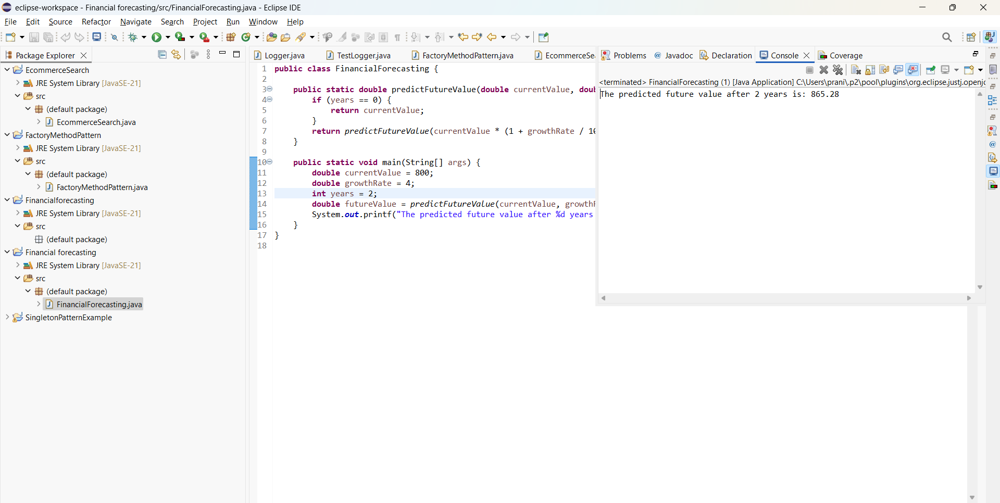 eclipse-workspace - Financial forecasting/src/FinancialForecasting.java - Eclipse IDE
File Edit Source Refactor Navigate Search Project Run Window Help
Package Explorer
EcommerceSearch
JRE System Library [JavaSE-21]
src
(default package)
EcommerceSearch.java
FactoryMethodPattern
JRE System Library [JavaSE-21]
src
(default package)
FactoryMethodPattern.java
Financialforecasting
JRE System Library [JavaSE-21]
src
(default package)
Financial forecasting
JRE System Library [JavaSE-21]
src
(default package)
FinancialForecasting.java
SingletonPatternExample
Logger.java TestLogger.java FactoryMethodPattern.java EcommerceSe
1 public class FinancialForecasting {
2
3 public static double predictFutureValue(double currentValue, doub
4 if (years == 0) {
5 return currentValue;
6 }
7 return predictFutureValue(currentValue * (1 + growthRate / 10
8 }
9
10 public static void main(String[] args) {
11 double currentValue = 800;
12 double growthRate = 4;
13 int years = 2;
14 double futureValue = predictFutureValue(currentValue, growthR
15 System.out.printf("The predicted future value after %d years
16 }
17 }
18
Problems Javadoc Declaration Console Coverage
<terminated> FinancialForecasting (1) [Java Application] C:\Users\prani\.p2\pool\plugins\org.eclipse.justj.openjd
The predicted future value after 2 years is: 865.28